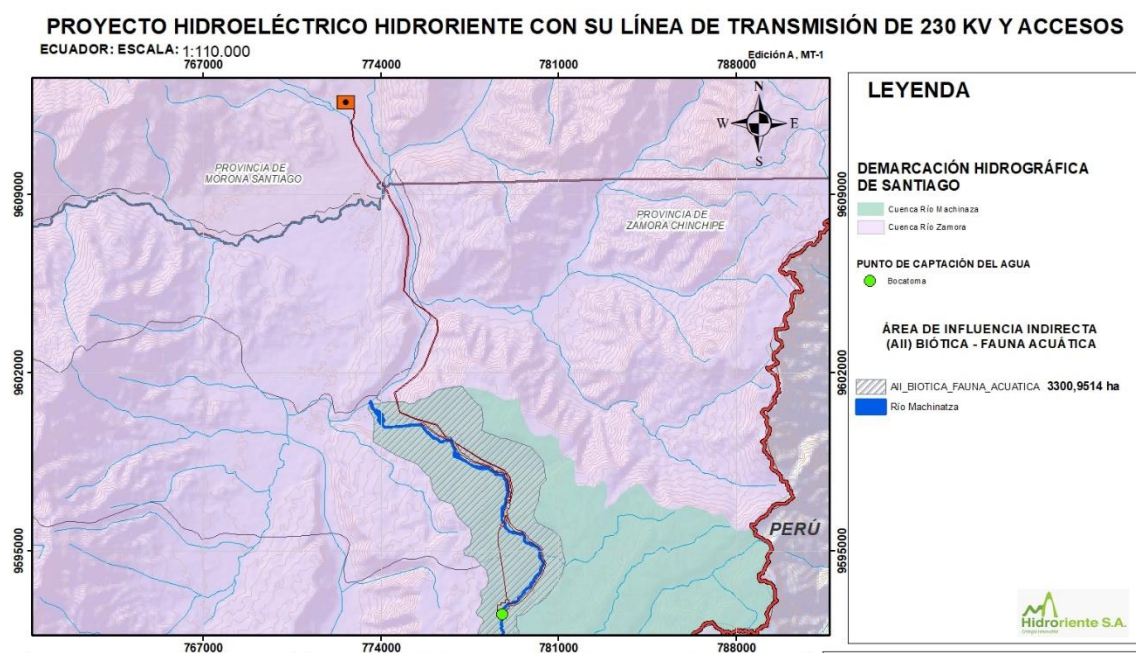 PROYECTO HIDROELÉCTRICO HIDRORIENTE CON SU LÍNEA DE TRANSMISIÓN DE 230 KV Y ACCESOS
ECUADOR: ESCALA: 1:110.000
Edición A, MT-1
767000 774000 781000 788000
N
W E
S
PROVINCIA DE
MORONA SANTIAGO
PROVINCIA DE
ZAMORA CHINCHIPE
9609000 9609000
9602000 9602000
9595000 9595000
PERÚ
767000 774000 781000 788000
LEYENDA
DEMARCACIÓN HIDROGRÁFICA
DE SANTIAGO
Cuenca Río Machinaza
Cuenca Río Zamora
PUNTO DE CAPTACIÓN DEL AGUA
Bocatoma
ÁREA DE INFLUENCIA INDIRECTA
(AII) BIÓTICA - FAUNA ACUÁTICA
AII_BIOTICA_FAUNA_ACUATICA 3300,9514 ha
Río Machinatza
Hidroriente S.A.